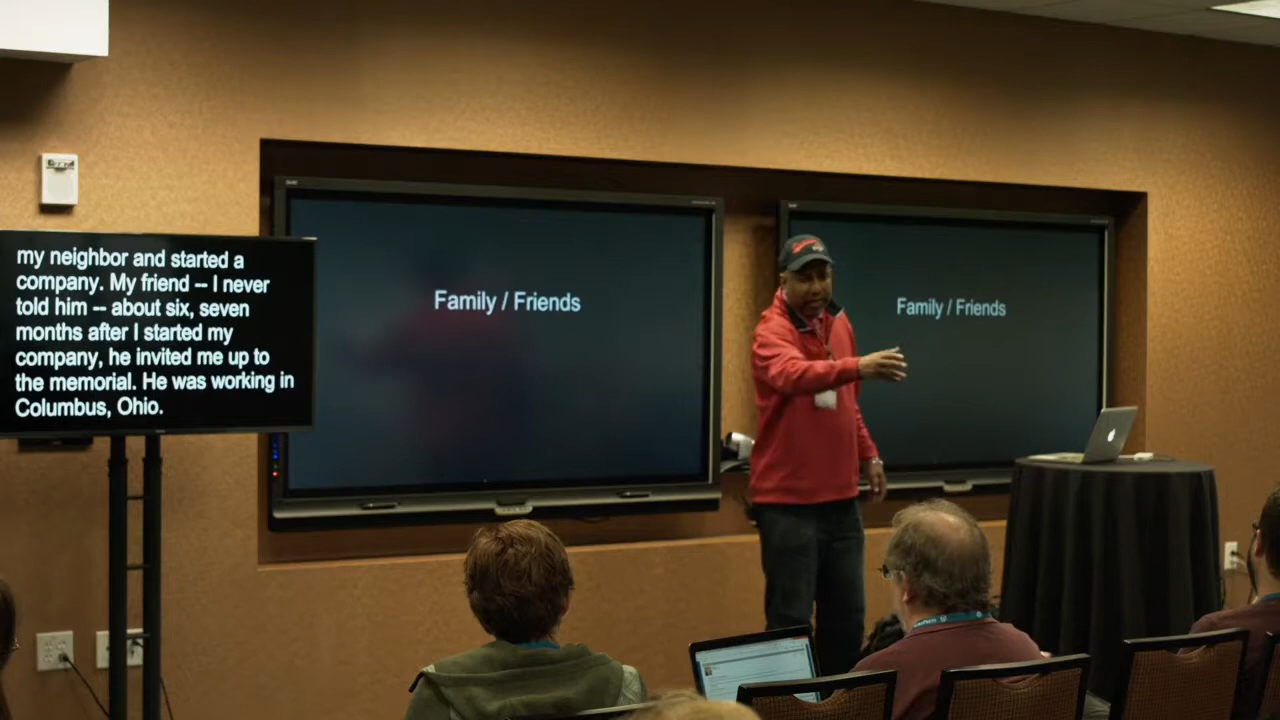 my neighbor and started a
company. My friend -- I never
told him -- about six, seven
months after I started my
company, he invited me up to
the memorial. He was working in
Columbus, Ohio.
Family / Friends
Family / Friends